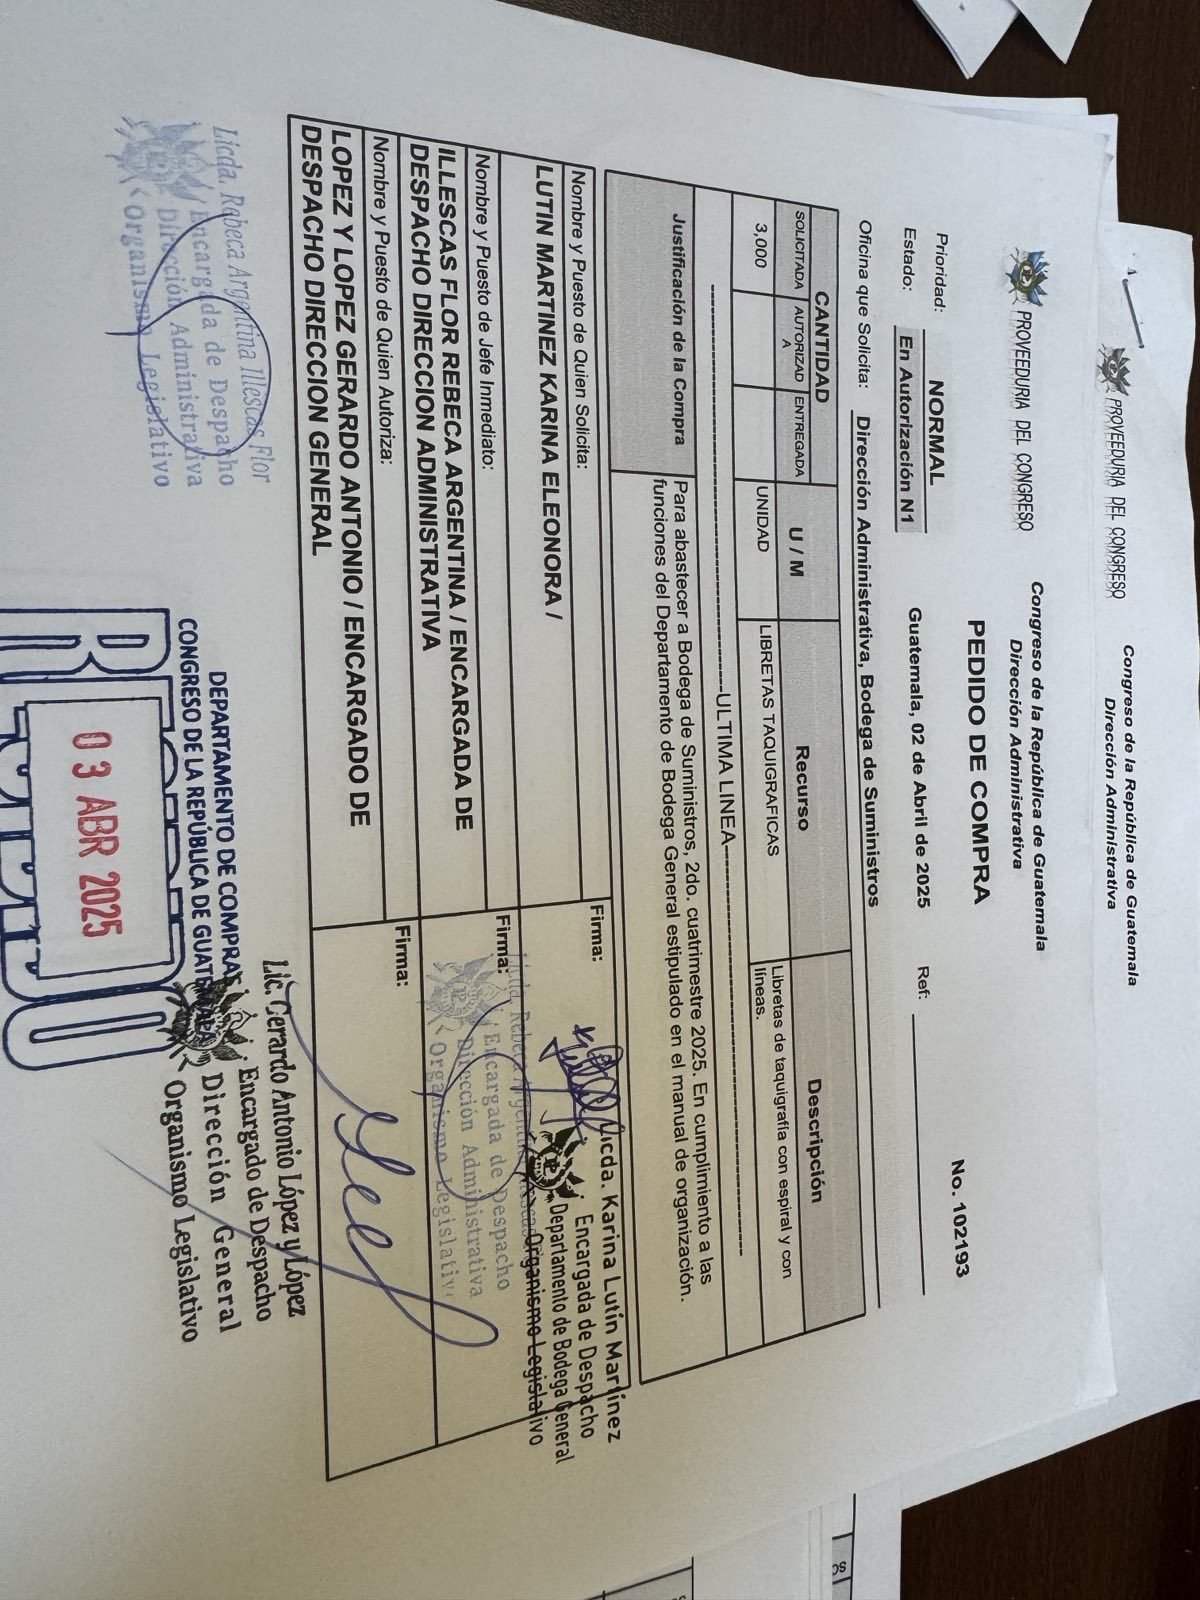 PROVEEDURIA DEL CONGRESO
Congreso de la República de Guatemala
Dirección Administrativa
PROVEEDURIA DEL CONGRESO
Congreso de la República de Guatemala
Dirección Administrativa
PEDIDO DE COMPRA
No. 102193
Prioridad: NORMAL
Estado: En Autorización N1
Guatemala, 02 de Abril de 2025
Ref:
Oficina que Solicita: Dirección Administrativa, Bodega de Suministros
CANTIDAD
U / M
Recurso
Descripción
SOLICITADA
AUTORIZAD
A
ENTREGADA
3,000
UNIDAD
LIBRETAS TAQUIGRAFICAS
Libretas de taquigrafía con espiral y con
líneas.
ULTIMA LINEA
Justificación de la Compra
Para abastecer a Bodega de Suministros, 2do. cuatrimestre 2025. En cumplimiento a las
funciones del Departamento de Bodega General estipulado en el manual de organización.
Nombre y Puesto de Quien Solicita:
LUTIN MARTINEZ KARINA ELEONORA /
Firma:
Licda. Karina Lutín Martínez
Encargada de Despacho
Departamento de Bodega General
Organismo Legislativo
Nombre y Puesto de Jefe Inmediato:
ILLESCAS FLOR REBECA ARGENTINA / ENCARGADA DE
DESPACHO DIRECCION ADMINISTRATIVA
Firma:
Licda. Rebeca Argentina Illescas
Encargada de Despacho
Dirección Administrativa
Organismo Legislativo
Nombre y Puesto de Quien Autoriza:
LOPEZ Y LOPEZ GERARDO ANTONIO / ENCARGADO DE
DESPACHO DIRECCION GENERAL
Firma:
Lic. Gerardo Antonio López y López
Encargado de Despacho
Dirección General
Organismo Legislativo
Licda. Rebeca Argentina Illescas Flor
Encargada de Despacho
Dirección Administrativa
Organismo Legislativo
DEPARTAMENTO DE COMPRAS
CONGRESO DE LA REPÚBLICA DE GUATEMALA
03 ABR 2025